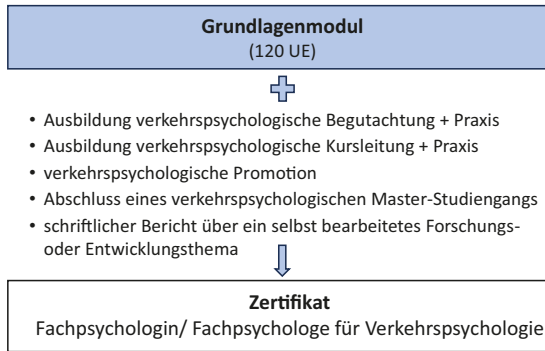 Grundlagenmodul
(120 UE)
• Ausbildung verkehrspsychologische Begutachtung + Praxis
• Ausbildung verkehrspsychologische Kursleitung + Praxis
• verkehrspsychologische Promotion
• Abschluss eines verkehrspsychologischen Master-Studiengangs
• schriftlicher Bericht über ein selbst bearbeitetes Forschungs-
oder Entwicklungsthema
Zertifikat
Fachpsychologin/ Fachpsychologe für Verkehrspsychologie